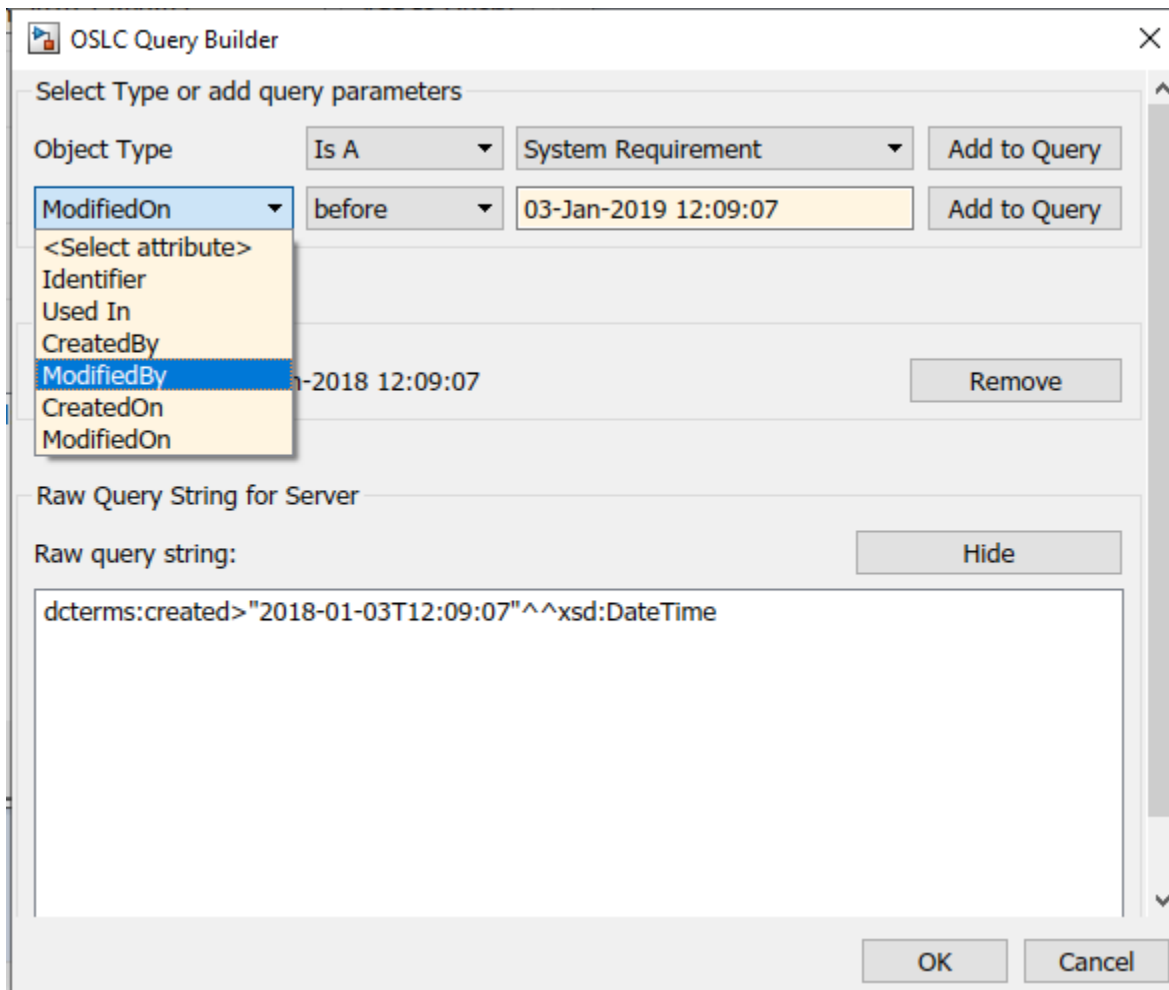 OSLC Query Builder
Select Type or add query parameters
Object Type Is A System Requirement Add to Query
ModifiedOn before 03-Jan-2019 12:09:07 Add to Query
<Select attribute>
Identifier
Used In
CreatedBy
ModifiedBy -2018 12:09:07 Remove
CreatedOn
ModifiedOn
Raw Query String for Server
Raw query string: Hide
dcterms:created>"2018-01-03T12:09:07"^^xsd:DateTime
OK Cancel